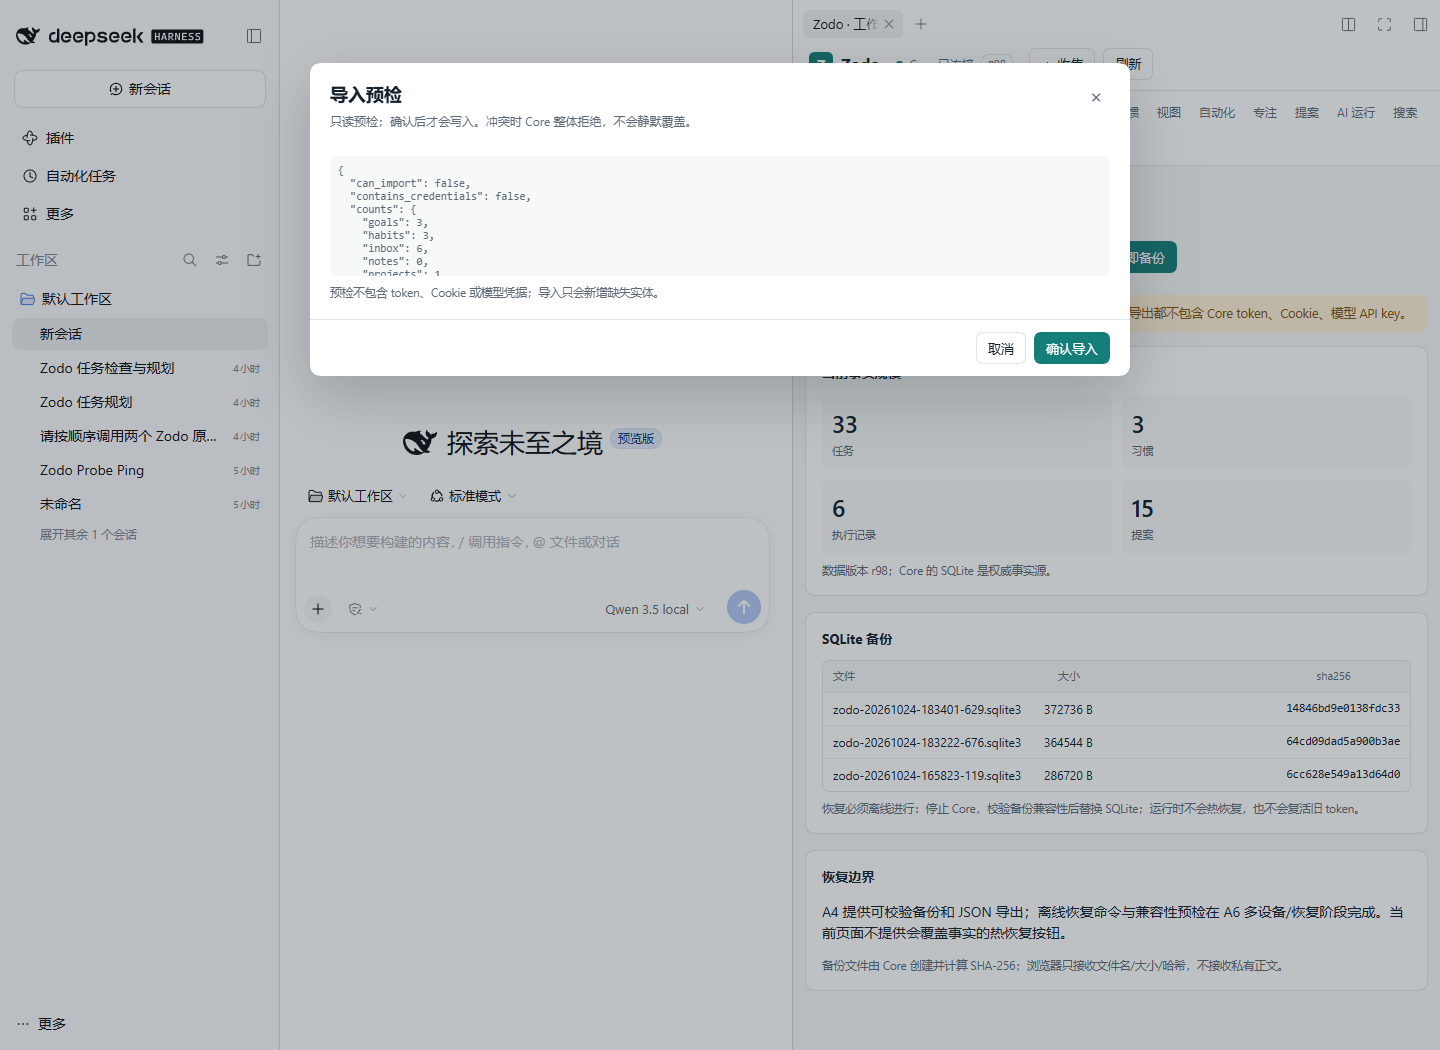 deepseek HARNESS
新会话
插件
自动化任务
更多
工作区
默认工作区
新会话
Zodo 任务检查与规划 4小时
Zodo 任务规划 4小时
请按顺序调用两个 Zodo 原... 4小时
Zodo Probe Ping 5小时
未命名 5小时
展开其余 1 个会话
··· 更多
导入预检
只读预检；确认后才会写入。冲突时 Core 整体拒绝，不会静默覆盖。
{
"can_import": false,
"contains_credentials": false,
"counts": {
"goals": 3,
"habits": 3,
"inbox": 6,
"notes": 0,
"projects": 1
预检不包含 token、Cookie 或模型凭据；导入只会新增缺失实体。
取消
确认导入
探索未至之境 预览版
默认工作区 标准模式
描述你想要构建的内容, / 调用指令, @ 文件或对话
Qwen 3.5 local
Zodo · 工作
刷新
视图 自动化 专注 提案 AI 运行 搜索
即备份
导出都不包含 Core token、Cookie、模型 API key。
33
任务
3
习惯
6
执行记录
15
提案
数据版本 r98；Core 的 SQLite 是权威事实源。
SQLite 备份
文件 大小 sha256
zodo-20261024-183401-629.sqlite3 372736 B 14846bd9e0138fdc33
zodo-20261024-183222-676.sqlite3 364544 B 64cd09dad5a900b3ae
zodo-20261024-165823-119.sqlite3 286720 B 6cc628e549a13d64d0
恢复必须离线进行：停止 Core，校验备份兼容性后替换 SQLite；运行时不会热恢复，也不会复活旧 token。
恢复边界
A4 提供可校验备份和 JSON 导出；离线恢复命令与兼容性预检在 A6 多设备/恢复阶段完成。当
前页面不提供会覆盖事实的热恢复按钮。
备份文件由 Core 创建并计算 SHA-256；浏览器只接收文件名/大小/哈希，不接收私有正文。